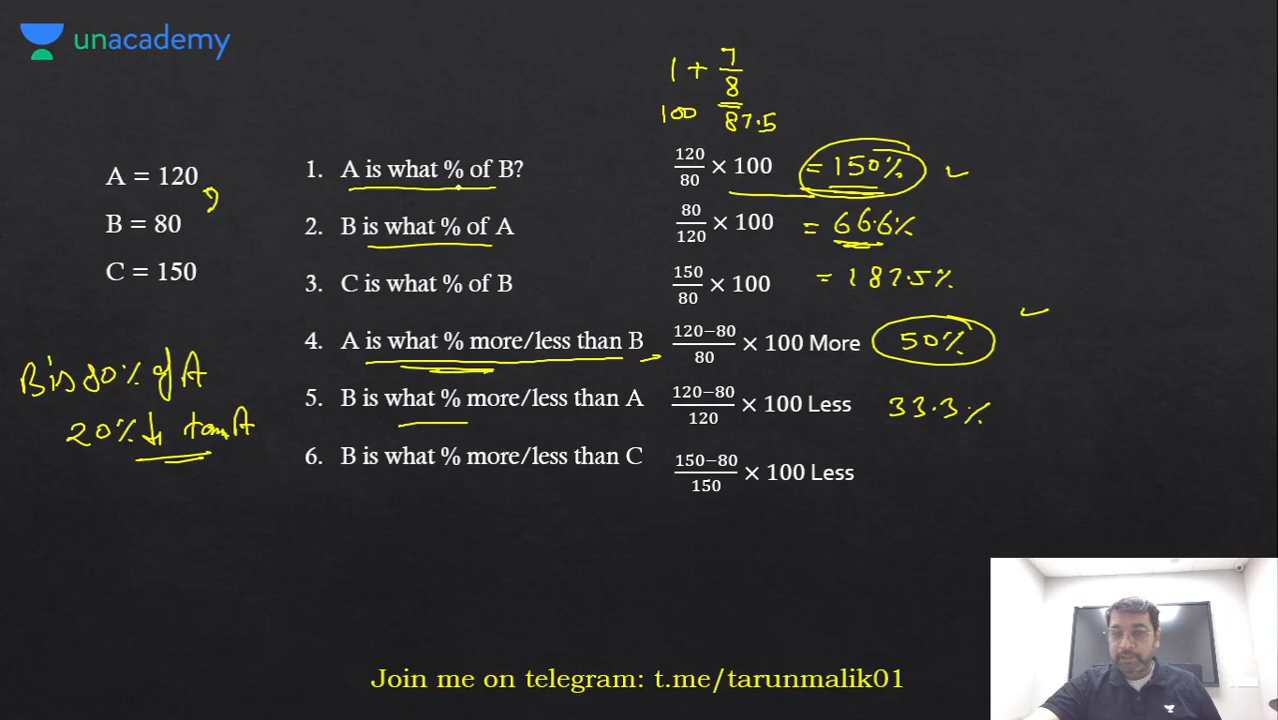 unacademy
1 + 7/8
100 87.5
A = 120
B = 80
C = 150
1. A is what % of B? 120/80 × 100 = 150%
2. B is what % of A 80/120 × 100 = 66.6%
3. C is what % of B 150/80 × 100 = 187.5%
4. A is what % more/less than B 120−80/80 × 100 More 50%
5. B is what % more/less than A 120−80/120 × 100 Less 33.3%
6. B is what % more/less than C 150−80/150 × 100 Less
B is 80% of A
20% ↓ A
Join me on telegram: t.me/tarunmalik01